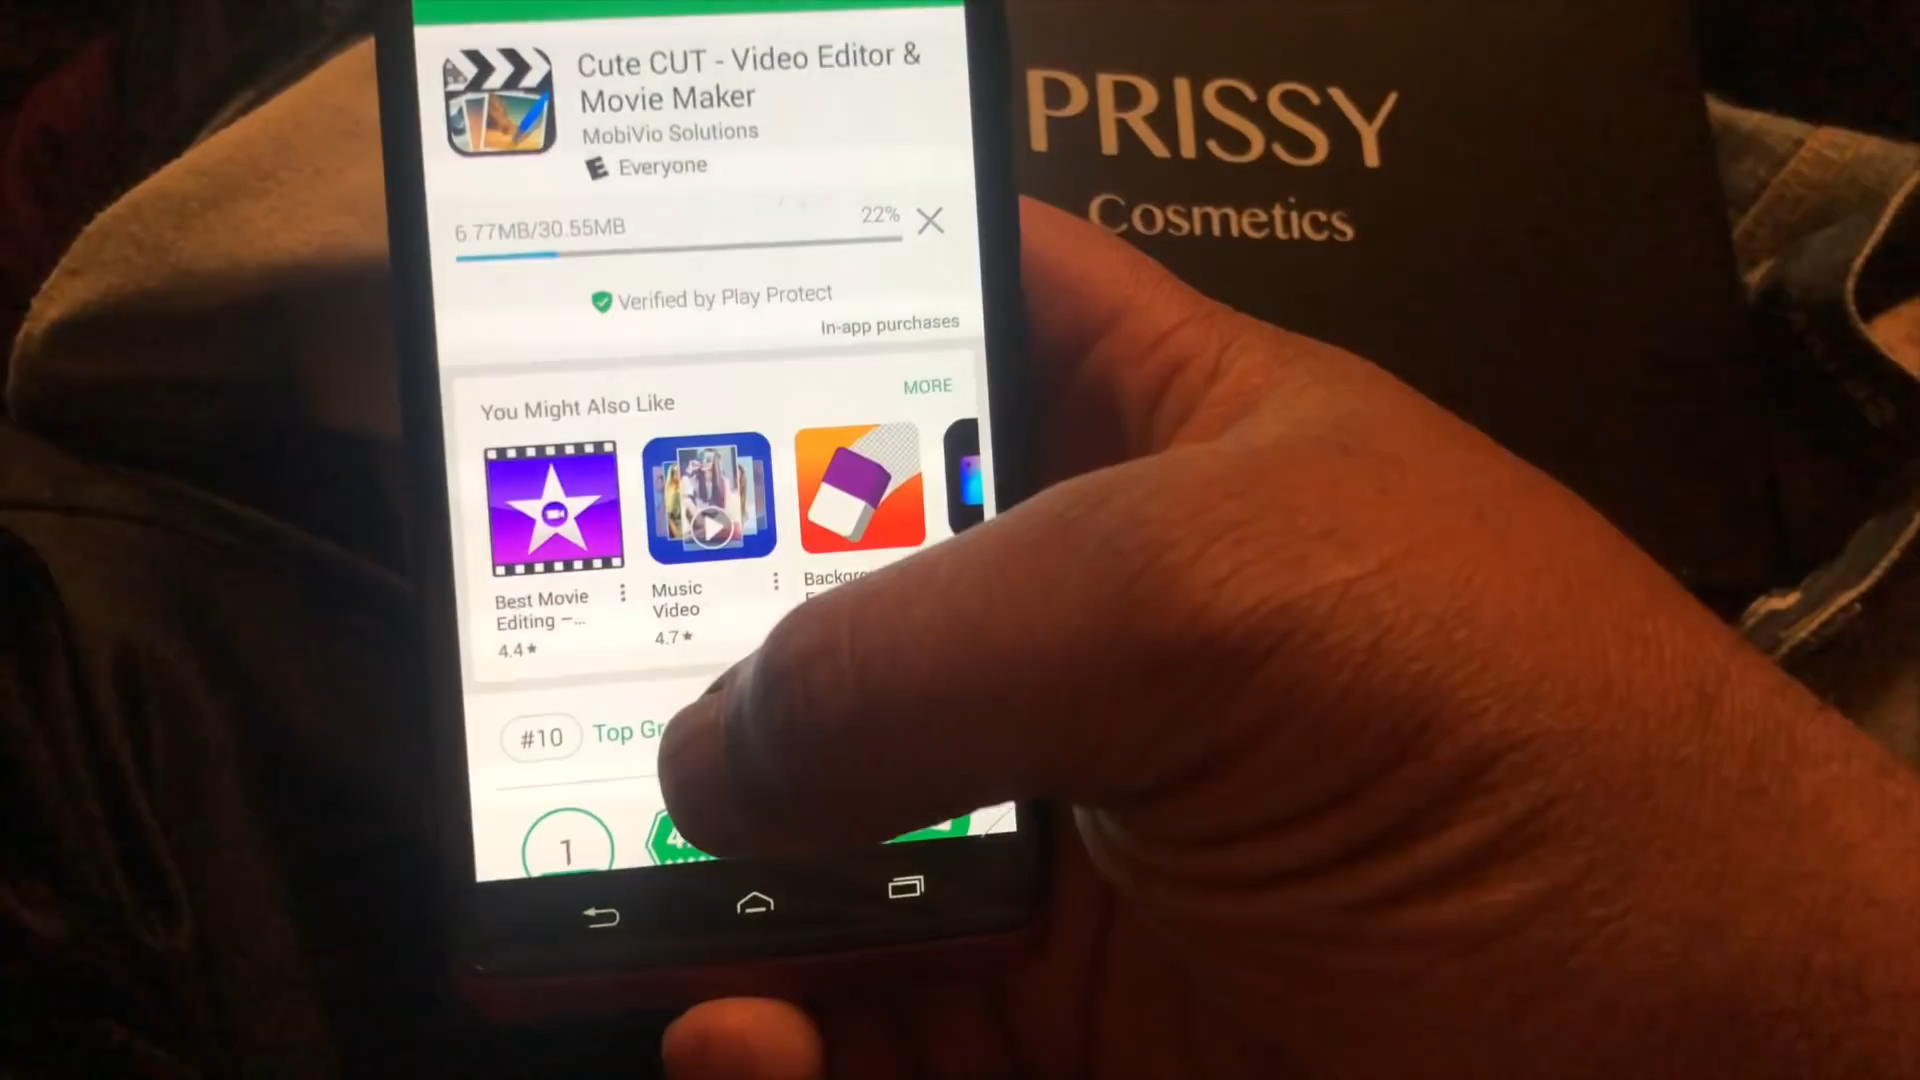 Cute CUT - Video Editor &
Movie Maker
MobiVio Solutions
E Everyone
6.77MB/30.55MB
22%
Verified by Play Protect
In-app purchases
You Might Also Like
MORE
Best Movie
Editing –...
4.4★
Music
Video
4.7★
#10
Top
1
PRISSY
Cosmetics